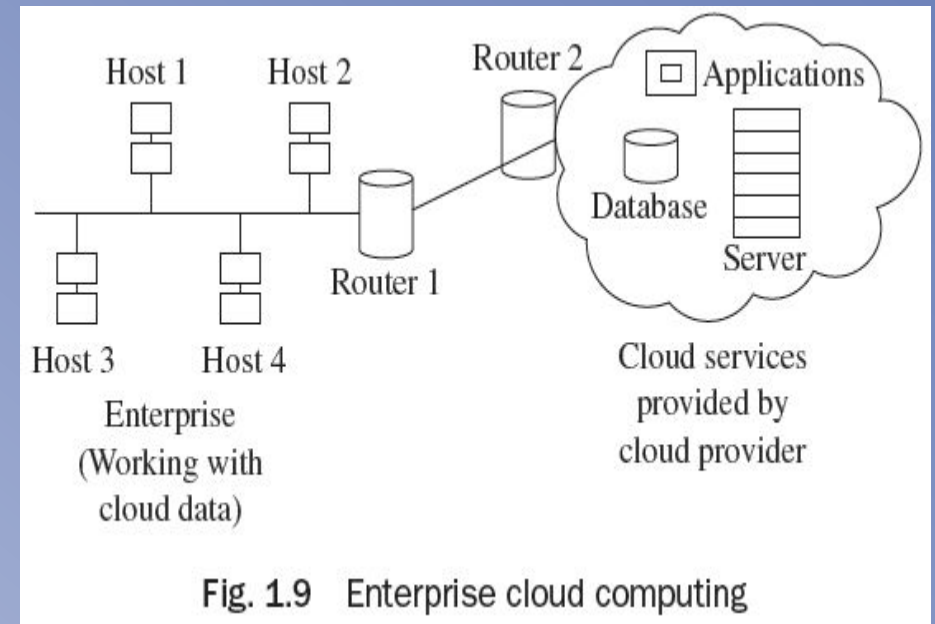 Host 1
Host 2
Router 2
Applications
Database
Server
Router 1
Host 3
Host 4
Enterprise
(Working with
cloud data)
Cloud services
provided by
cloud provider
Fig. 1.9 Enterprise cloud computing